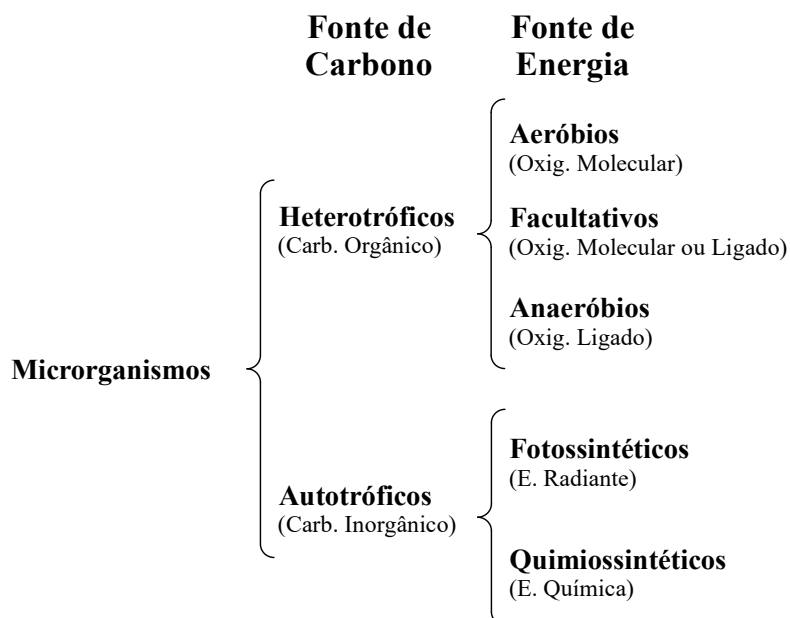 Fonte de
Carbono
Fonte de
Energia
Aeróbios
(Oxig. Molecular)
Heterotróficos
(Carb. Orgânico)
Facultativos
(Oxig. Molecular ou Ligado)
Anaeróbios
(Oxig. Ligado)
Microrganismos
Fotossintéticos
(E. Radiante)
Autotróficos
(Carb. Inorgânico)
Quimiossintéticos
(E. Química)